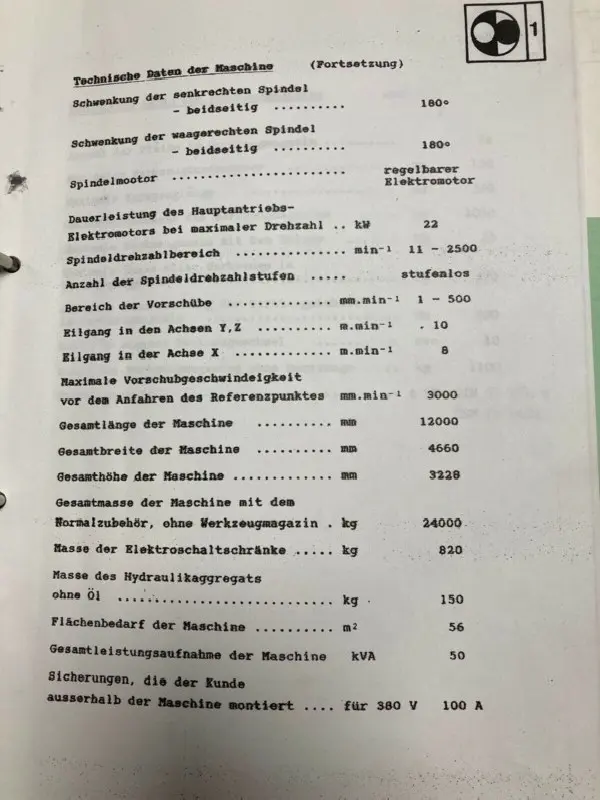 1
Technische Daten der Maschine (Fortsetzung)
Schwenkung der senkrechten Spindel
- beidseitig .......... 180°
Schwenkung der waagerechten Spindel
- beidseitig .......... 180°
Spindelmootor ........................ regelbarer
Elektromotor
Dauerleistung des Hauptantriebs-
Elektromotors bei maximaler Drehzahl .. kW 22
Spindeldrehzahlbereich ............... min-1 11 - 2500
Anzahl der Spindeldrehzahlstufen ..... stufenlos
Bereich der Vorschübe .............. mm.min-1 1 - 500
Eilgang in den Achsen Y,Z .......... m.min-1 . 10
Eilgang in der Achse X ............. m.min-1 8
Maximale Vorschubgeschwindeigkeit
vor dem Anfahren des Referenzpunktes mm.min-1 3000
Gesamtlänge der Maschine .......... mm 12000
Gesamtbreite der Maschine .......... mm 4660
Gesamthöhe der Maschine ............. mm 3228
Gesamtmasse der Maschine mit dem
Normalzubehör, ohne Werkzeugmagazin . kg 24000
Masse der Elektroschaltschränke ..... kg 820
Masse des Hydraulikaggregats
ohne Öl ............................ kg 150
Flächenbedarf der Maschine .......... m2 56
Gesamtleistungsaufnahme der Maschine kVA 50
Sicherungen, die der Kunde
ausserhalb der Maschine montiert .... für 380 V 100 A